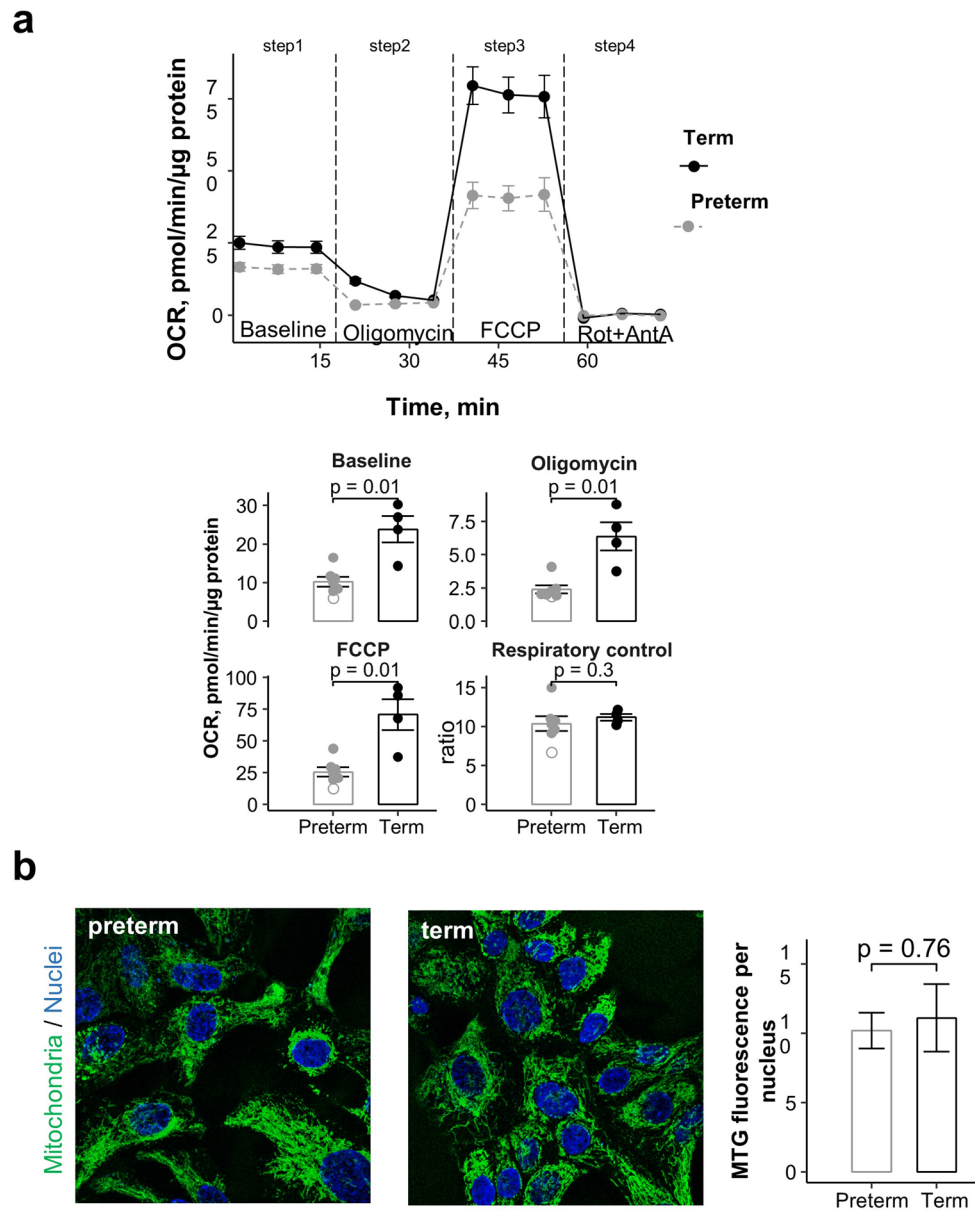 a
step1 step2 step3 step4
OCR, pmol/min/µg protein
7
5
5
0
2
5
0
Baseline Oligomycin FCCP Rot+AntA
15 30 45 60
Time, min
Term
Preterm
Baseline
p = 0.01
30
20
10
0
Oligomycin
p = 0.01
7.5
5.0
2.5
0.0
OCR, pmol/min/µg protein
FCCP
p = 0.01
100
75
50
25
0
Preterm Term
Respiratory control
p = 0.3
ratio
15
10
5
0
Preterm Term
b
Mitochondria / Nuclei
preterm
term
MTG fluorescence per
nucleus
p = 0.76
1
5
1
0
5
0
Preterm Term